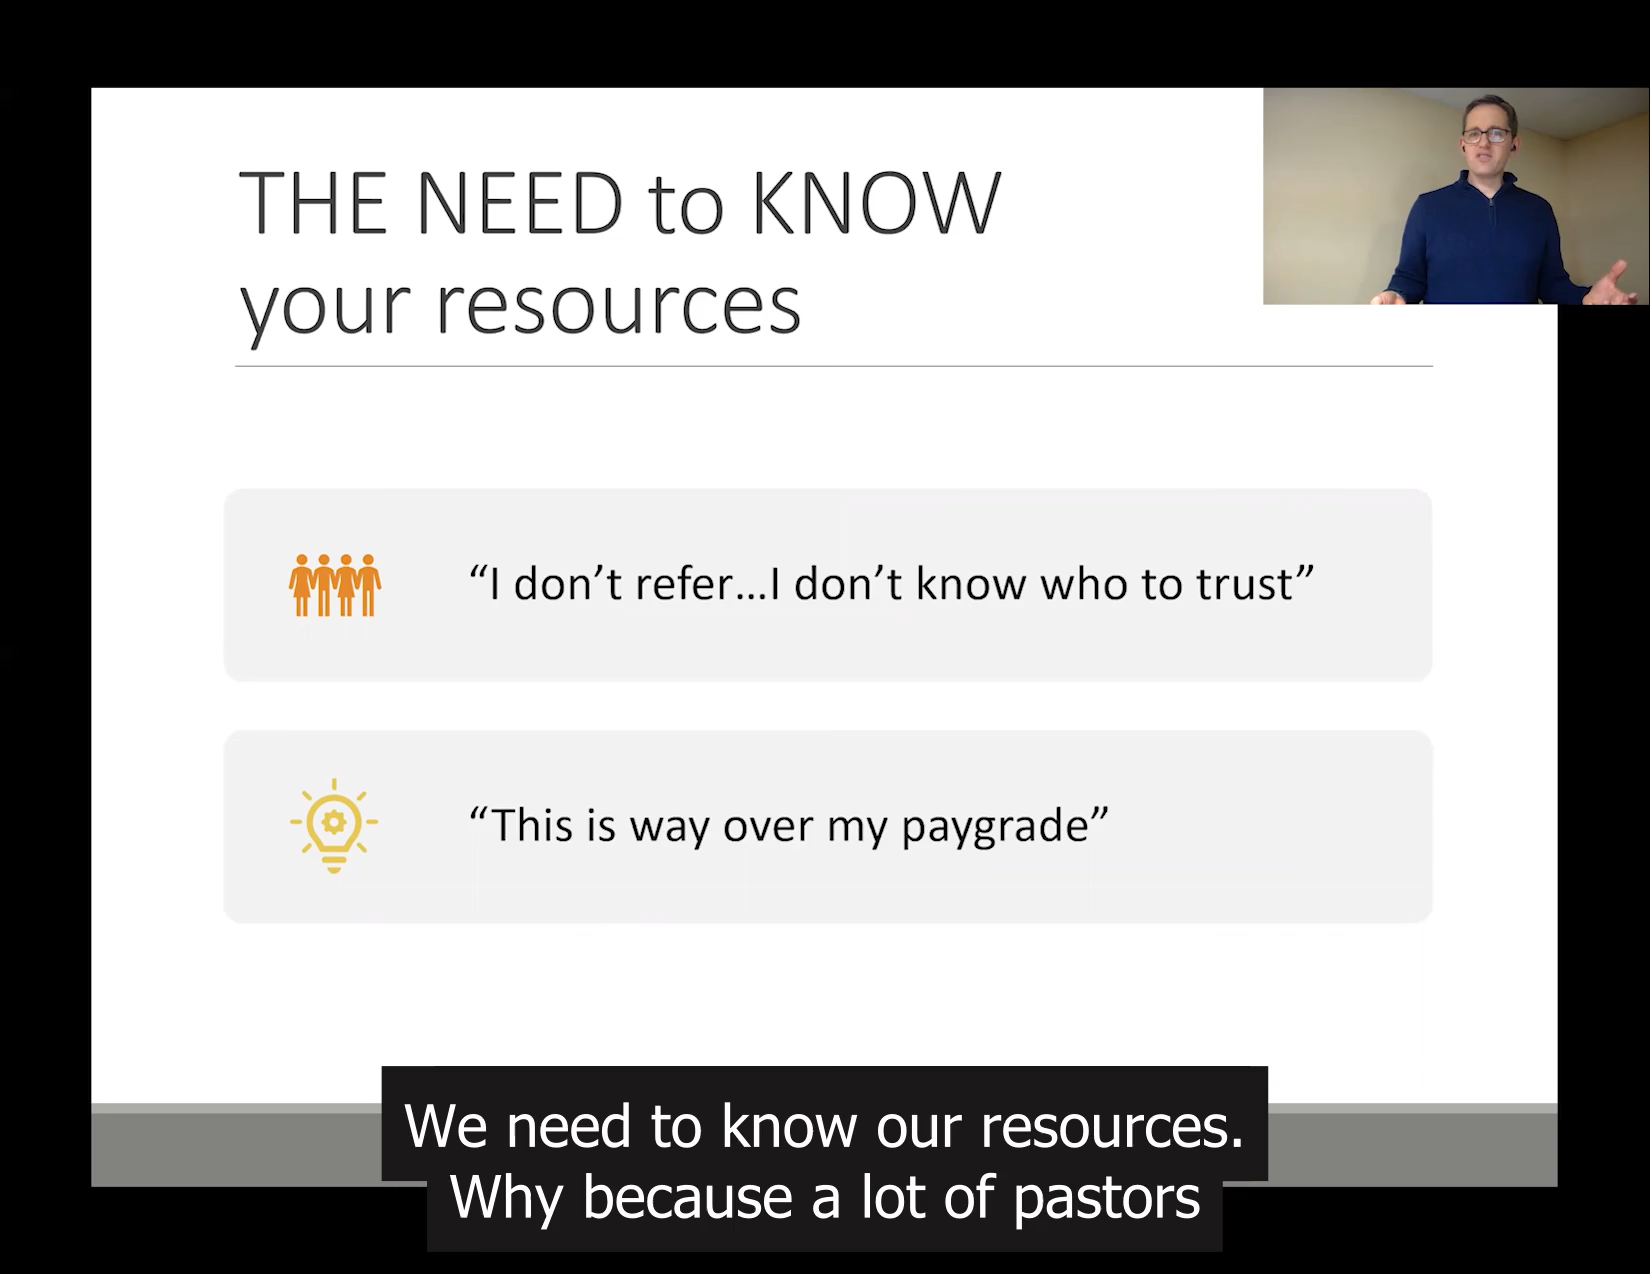 THE NEED to KNOW
your resources
“I don’t refer…I don’t know who to trust”
“This is way over my paygrade”
We need to know our resources.
Why because a lot of pastors